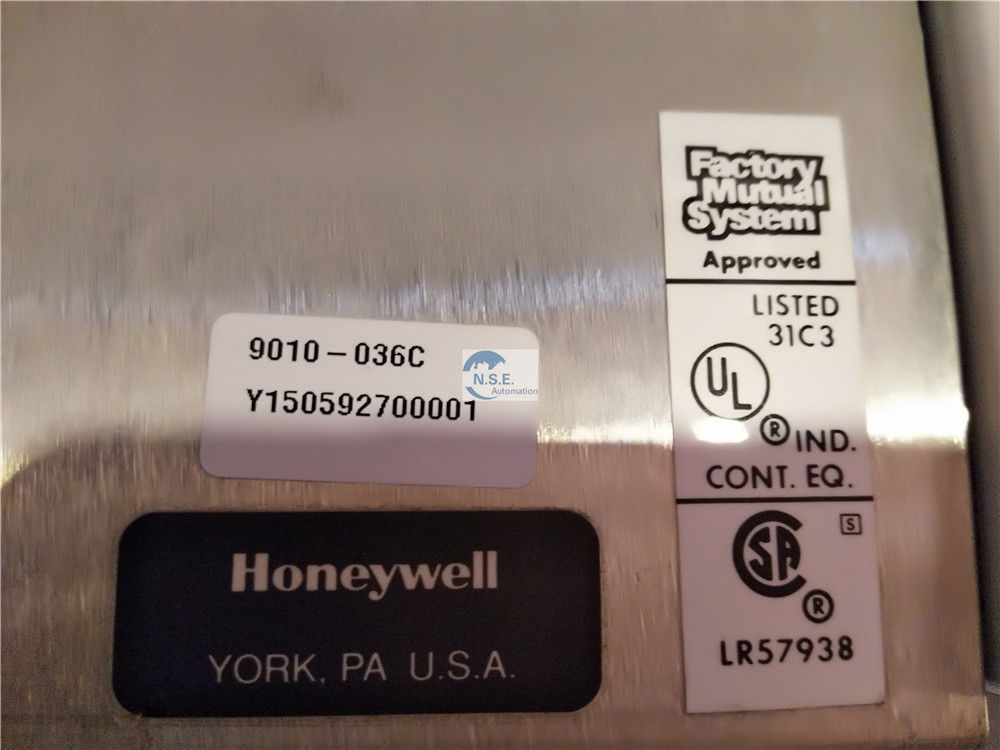 Factory
Mutual
System
Approved
LISTED
31C3
UL
® IND.
CONT. EQ.
S
SA
®
LR57938
9010-036C
Y150592700001
N.S.E.
Automation
Honeywell
YORK, PA U.S.A.